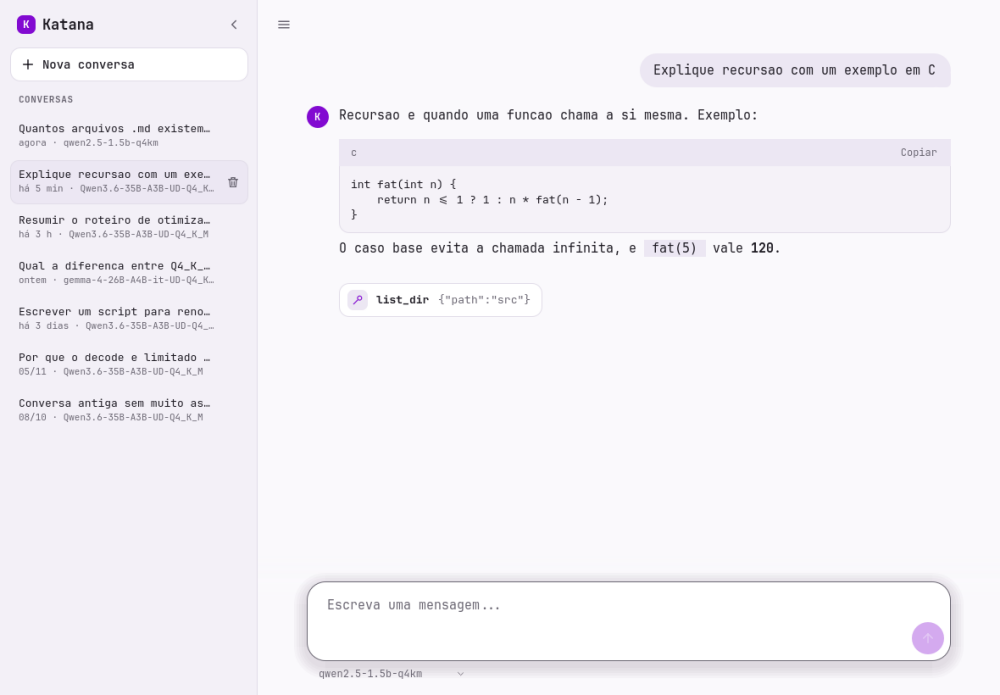 K Katana
Nova conversa
CONVERSAS
Quantos arquivos .md existem…
agora · qwen2.5-1.5b-q4km
Explique recursao com um exe…
há 5 min · Qwen3.6-35B-A3B-UD-Q4_K…
Resumir o roteiro de otimiza…
há 3 h · Qwen3.6-35B-A3B-UD-Q4_K_M
Qual a diferenca entre Q4_K_…
ontem · gemma-4-26B-A4B-it-UD-Q4_K…
Escrever um script para reno…
há 3 dias · Qwen3.6-35B-A3B-UD-Q4_…
Por que o decode e limitado …
05/11 · Qwen3.6-35B-A3B-UD-Q4_K_M
Conversa antiga sem muito as…
08/10 · Qwen3.6-35B-A3B-UD-Q4_K_M
Explique recursao com um exemplo em C
K Recursao e quando uma funcao chama a si mesma. Exemplo:
c Copiar
int fat(int n) {
    return n <= 1 ? 1 : n * fat(n - 1);
}
O caso base evita a chamada infinita, e fat(5) vale 120.
list_dir {"path":"src"}
Escreva uma mensagem...
qwen2.5-1.5b-q4km